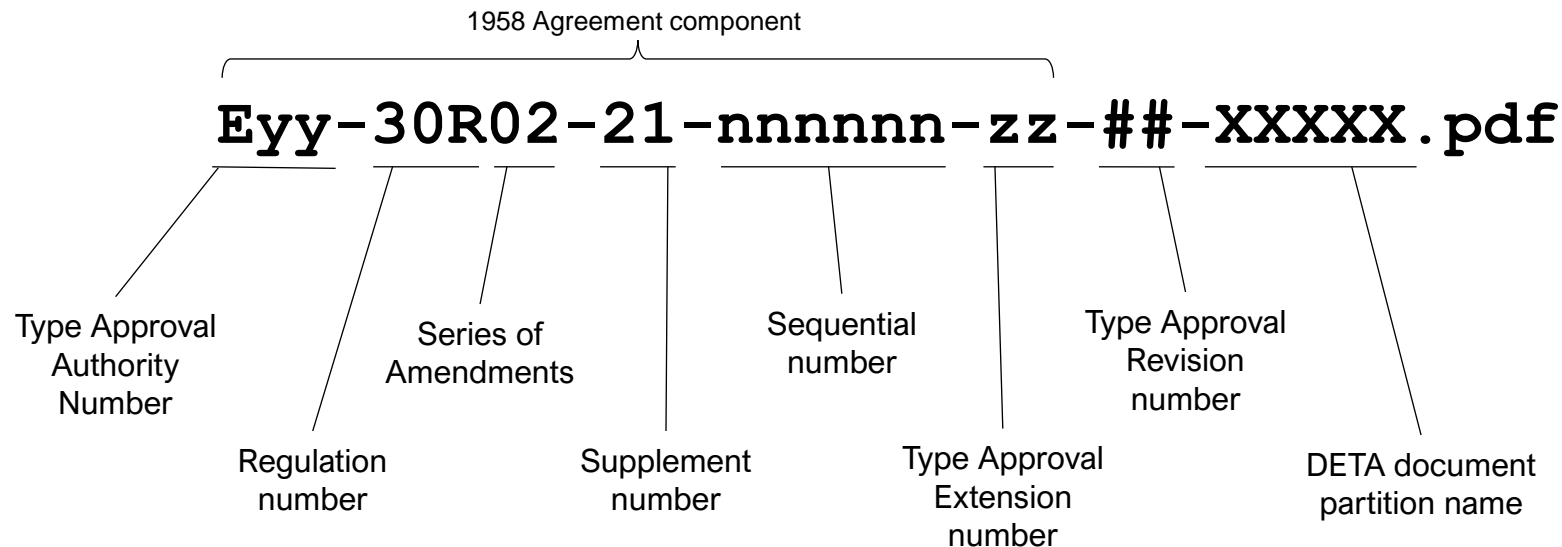 1958 Agreement component
Eyy-30R02-21-nnnnnn-zz-##-XXXXX.pdf
Type Approval
Authority
Number
Regulation
number
Series of
Amendments
Supplement
number
Sequential
number
Type Approval
Extension
number
Type Approval
Revision
number
DETA document
partition name